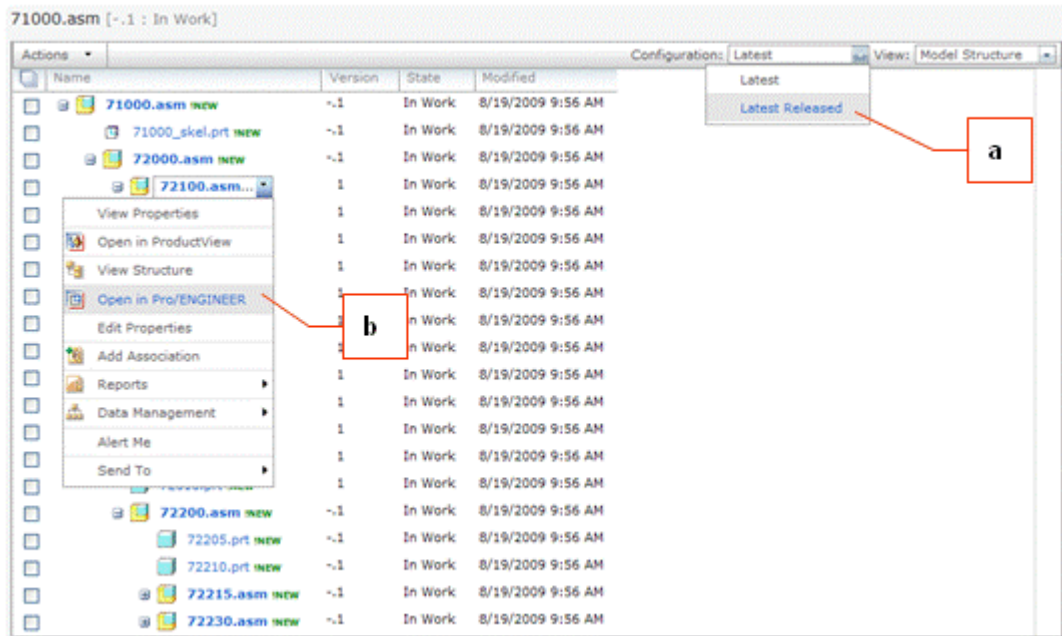 71000.asm [-.1 : In Work]
Actions Configuration: Latest View: Model Structure
Name Version State Modified
Latest
71000.asm !NEW -.1 In Work 8/19/2009 9:56 AM
Latest Released
71000_skel.prt !NEW -.1 In Work 8/19/2009 9:56 AM
a
72000.asm !NEW -.1 In Work 8/19/2009 9:56 AM
72100.asm... 1 In Work 8/19/2009 9:56 AM
View Properties 1 In Work 8/19/2009 9:56 AM
Open in ProductView 1 In Work 8/19/2009 9:56 AM
View Structure 1 In Work 8/19/2009 9:56 AM
Open in Pro/ENGINEER 1 In Work 8/19/2009 9:56 AM
b
Edit Properties 1 In Work 8/19/2009 9:56 AM
Add Association 1 In Work 8/19/2009 9:56 AM
Reports 1 In Work 8/19/2009 9:56 AM
Data Management 1 In Work 8/19/2009 9:56 AM
Alert Me 1 In Work 8/19/2009 9:56 AM
Send To 1 In Work 8/19/2009 9:56 AM
1 In Work 8/19/2009 9:56 AM
72200.asm !NEW -.1 In Work 8/19/2009 9:56 AM
72205.prt !NEW -.1 In Work 8/19/2009 9:56 AM
72210.prt !NEW -.1 In Work 8/19/2009 9:56 AM
72215.asm !NEW -.1 In Work 8/19/2009 9:56 AM
72230.asm !NEW -.1 In Work 8/19/2009 9:56 AM